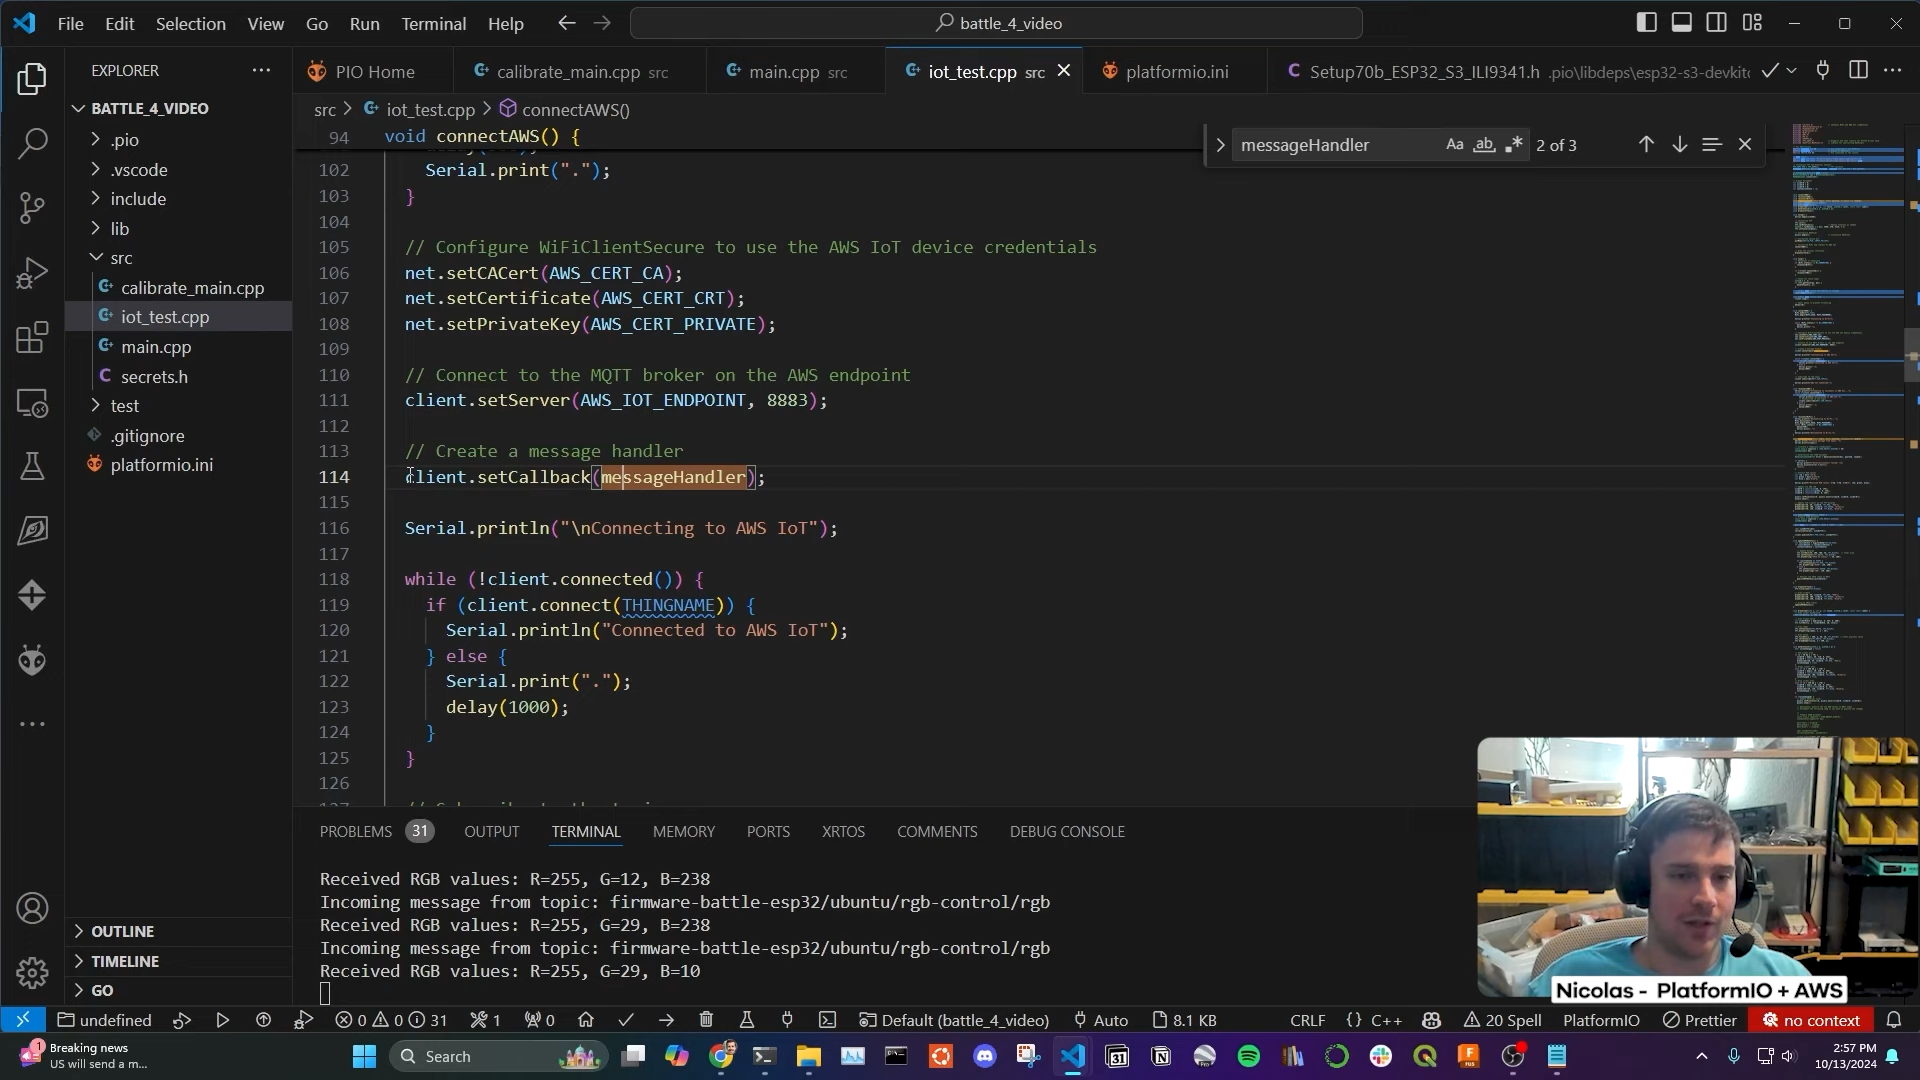 File Edit Selection View Go Run Terminal Help
battle_4_video
EXPLORER
PIO Home
calibrate_main.cpp src
main.cpp src
iot_test.cpp src
platformio.ini
Setup70b_ESP32_S3_ILI9341.h .pio\libdeps\esp32-s3-devkitc
BATTLE_4_VIDEO
.pio
.vscode
include
lib
src
calibrate_main.cpp
iot_test.cpp
main.cpp
secrets.h
test
.gitignore
platformio.ini
OUTLINE
TIMELINE
GO
src > iot_test.cpp > connectAWS()
messageHandler Aa ab 2 of 3
94 void connectAWS() {
102 Serial.print(".");
103 }
104
105 // Configure WiFiClientSecure to use the AWS IoT device credentials
106 net.setCACert(AWS_CERT_CA);
107 net.setCertificate(AWS_CERT_CRT);
108 net.setPrivateKey(AWS_CERT_PRIVATE);
109
110 // Connect to the MQTT broker on the AWS endpoint
111 client.setServer(AWS_IOT_ENDPOINT, 8883);
112
113 // Create a message handler
114 client.setCallback(messageHandler);
115
116 Serial.println("\nConnecting to AWS IoT");
117
118 while (!client.connected()) {
119 if (client.connect(THINGNAME)) {
120 Serial.println("Connected to AWS IoT");
121 } else {
122 Serial.print(".");
123 delay(1000);
124 }
125 }
126
PROBLEMS 31 OUTPUT TERMINAL MEMORY PORTS XRTOS COMMENTS DEBUG CONSOLE
Received RGB values: R=255, G=12, B=238
Incoming message from topic: firmware-battle-esp32/ubuntu/rgb-control/rgb
Received RGB values: R=255, G=29, B=238
Incoming message from topic: firmware-battle-esp32/ubuntu/rgb-control/rgb
Received RGB values: R=255, G=29, B=10
Nicolas - PlatformIO + AWS
undefined 0 0 31 1 0 Default (battle_4_video) Auto 8.1 KB CRLF {} C++ 20 Spell PlatformIO Prettier no context
1 Breaking news
US will send a m...
Search
31
2:57 PM
10/13/2024